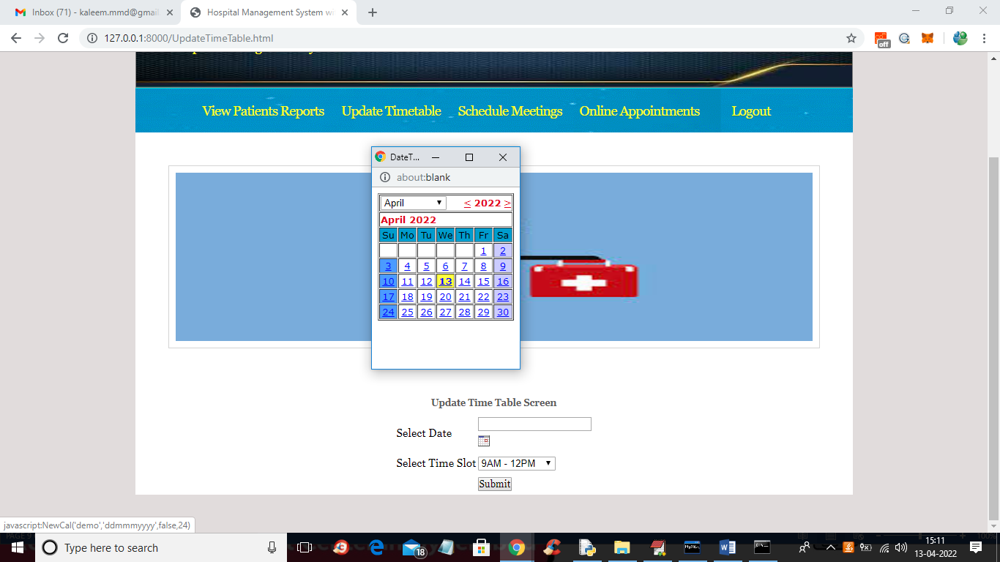 Inbox (71) - kaleem.mmd@gmai
Hospital Management System wi
127.0.0.1:8000/UpdateTimeTable.html
off
View Patients Reports Update Timetable Schedule Meetings Online Appointments Logout
DateT...
about:blank
April < 2022 >
April 2022
Su Mo Tu We Th Fr Sa
1 2
3 4 5 6 7 8 9
10 11 12 13 14 15 16
17 18 19 20 21 22 23
24 25 26 27 28 29 30
Update Time Table Screen
Select Date
Select Time Slot 9AM - 12PM
Submit
javascript:NewCal('demo','ddmmmyyyy',false,24)
PAGE 9
100%
Type here to search
18
15:11
13-04-2022